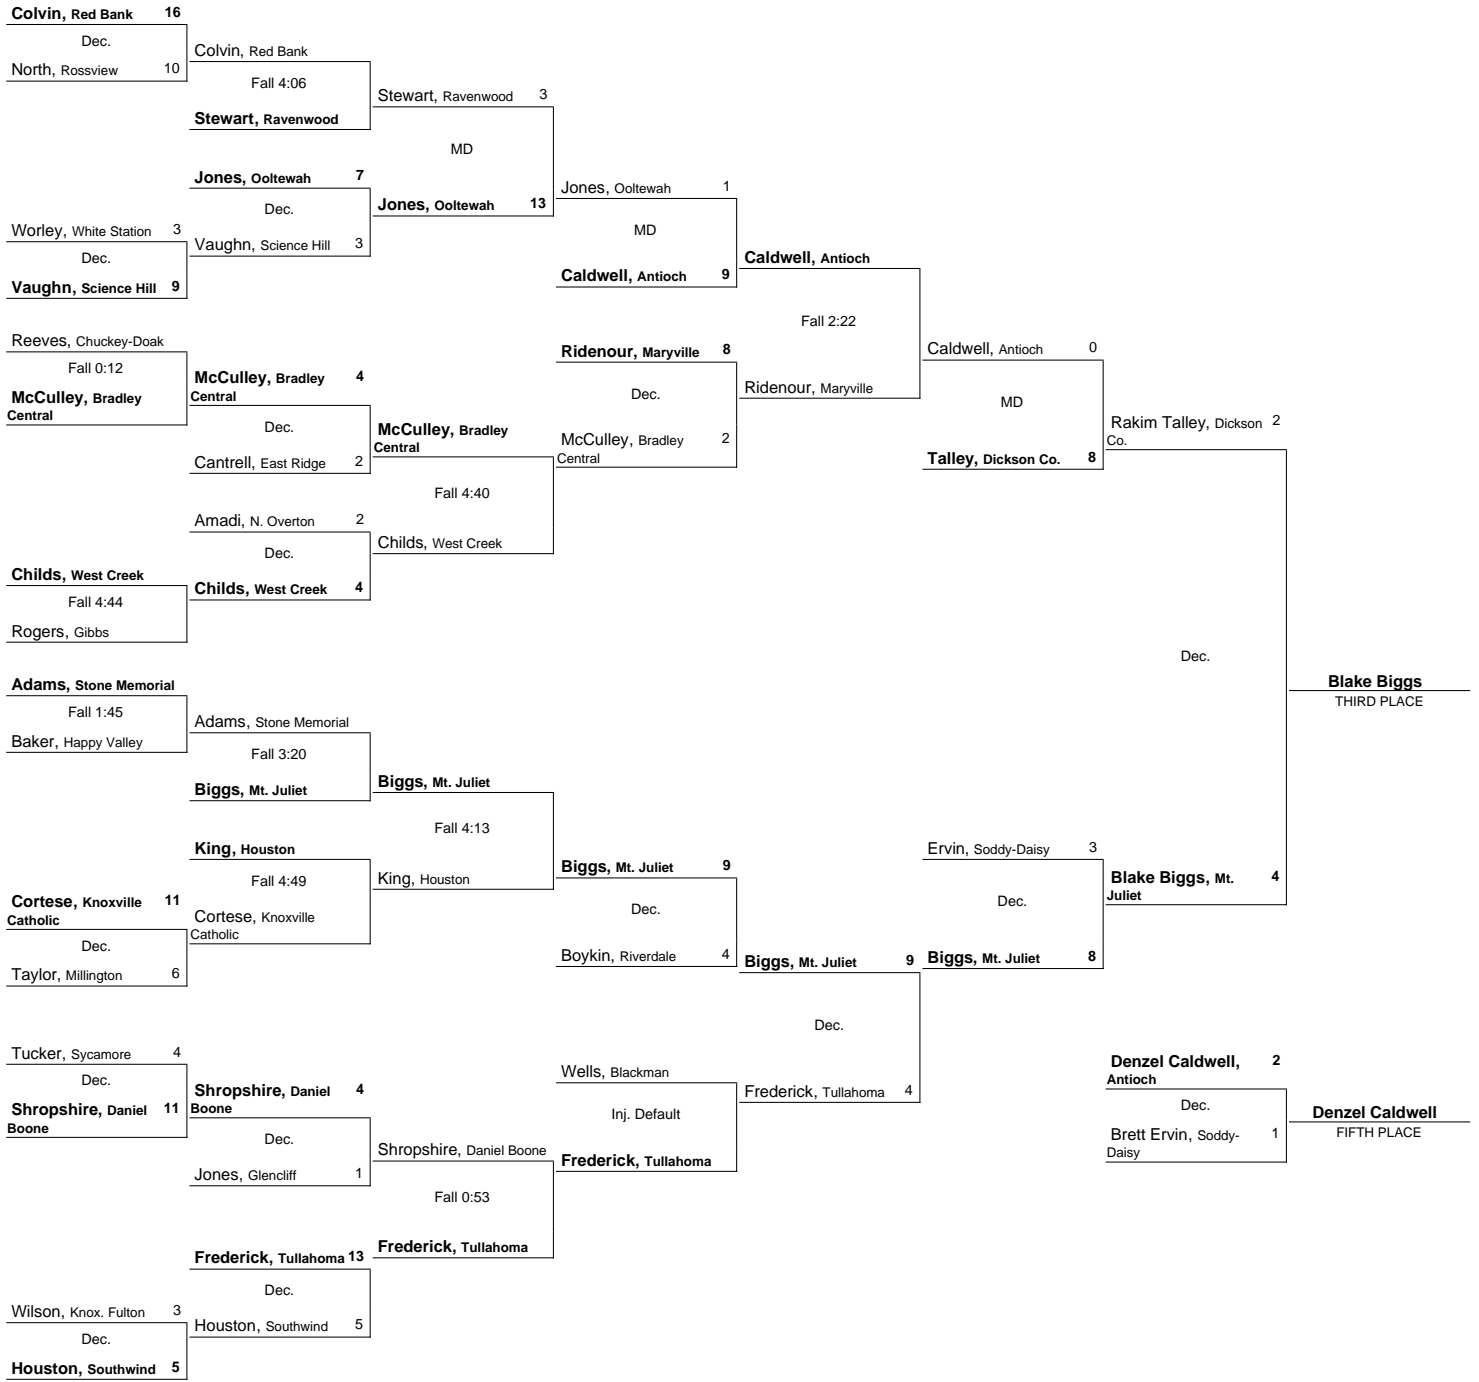 Colvin, Red Bank 16
Dec.
North, Rossview 10
Colvin, Red Bank
Fall 4:06
Stewart, Ravenwood
Stewart, Ravenwood 3
MD
Jones, Ooltewah 13
Jones, Ooltewah 7
Dec.
Vaughn, Science Hill 3
Worley, White Station 3
Dec.
Vaughn, Science Hill 9
Jones, Ooltewah 1
MD
Caldwell, Antioch 9
Caldwell, Antioch
Fall 2:22
Ridenour, Maryville
Reeves, Chuckey-Doak
Fall 0:12
McCulley, Bradley
Central
McCulley, Bradley 4
Central
Dec.
Cantrell, East Ridge 2
McCulley, Bradley
Central
Fall 4:40
Childs, West Creek
Amadi, N. Overton 2
Dec.
Childs, West Creek 4
Childs, West Creek
Fall 4:44
Rogers, Gibbs
Ridenour, Maryville 8
Dec.
McCulley, Bradley 2
Central
Caldwell, Antioch 0
MD
Talley, Dickson Co. 8
Rakim Talley, Dickson 2
Co.
Dec.
Blake Biggs
THIRD PLACE
Adams, Stone Memorial
Fall 1:45
Baker, Happy Valley
Adams, Stone Memorial
Fall 3:20
Biggs, Mt. Juliet
Biggs, Mt. Juliet
Fall 4:13
King, Houston
King, Houston
Fall 4:49
Cortese, Knoxville
Catholic
Cortese, Knoxville 11
Catholic
Dec.
Taylor, Millington 6
Biggs, Mt. Juliet 9
Dec.
Boykin, Riverdale 4
Biggs, Mt. Juliet 9
Dec.
Frederick, Tullahoma 4
Ervin, Soddy-Daisy 3
Dec.
Biggs, Mt. Juliet 8
Blake Biggs, Mt. 4
Juliet
Tucker, Sycamore 4
Dec.
Shropshire, Daniel 11
Boone
Shropshire, Daniel 4
Boone
Dec.
Jones, Glencliff 1
Shropshire, Daniel Boone
Fall 0:53
Frederick, Tullahoma
Wells, Blackman
Inj. Default
Frederick, Tullahoma
Frederick, Tullahoma 13
Dec.
Houston, Southwind 5
Wilson, Knox. Fulton 3
Dec.
Houston, Southwind 5
Denzel Caldwell, 2
Antioch
Dec.
Brett Ervin, Soddy- 1
Daisy
Denzel Caldwell
FIFTH PLACE